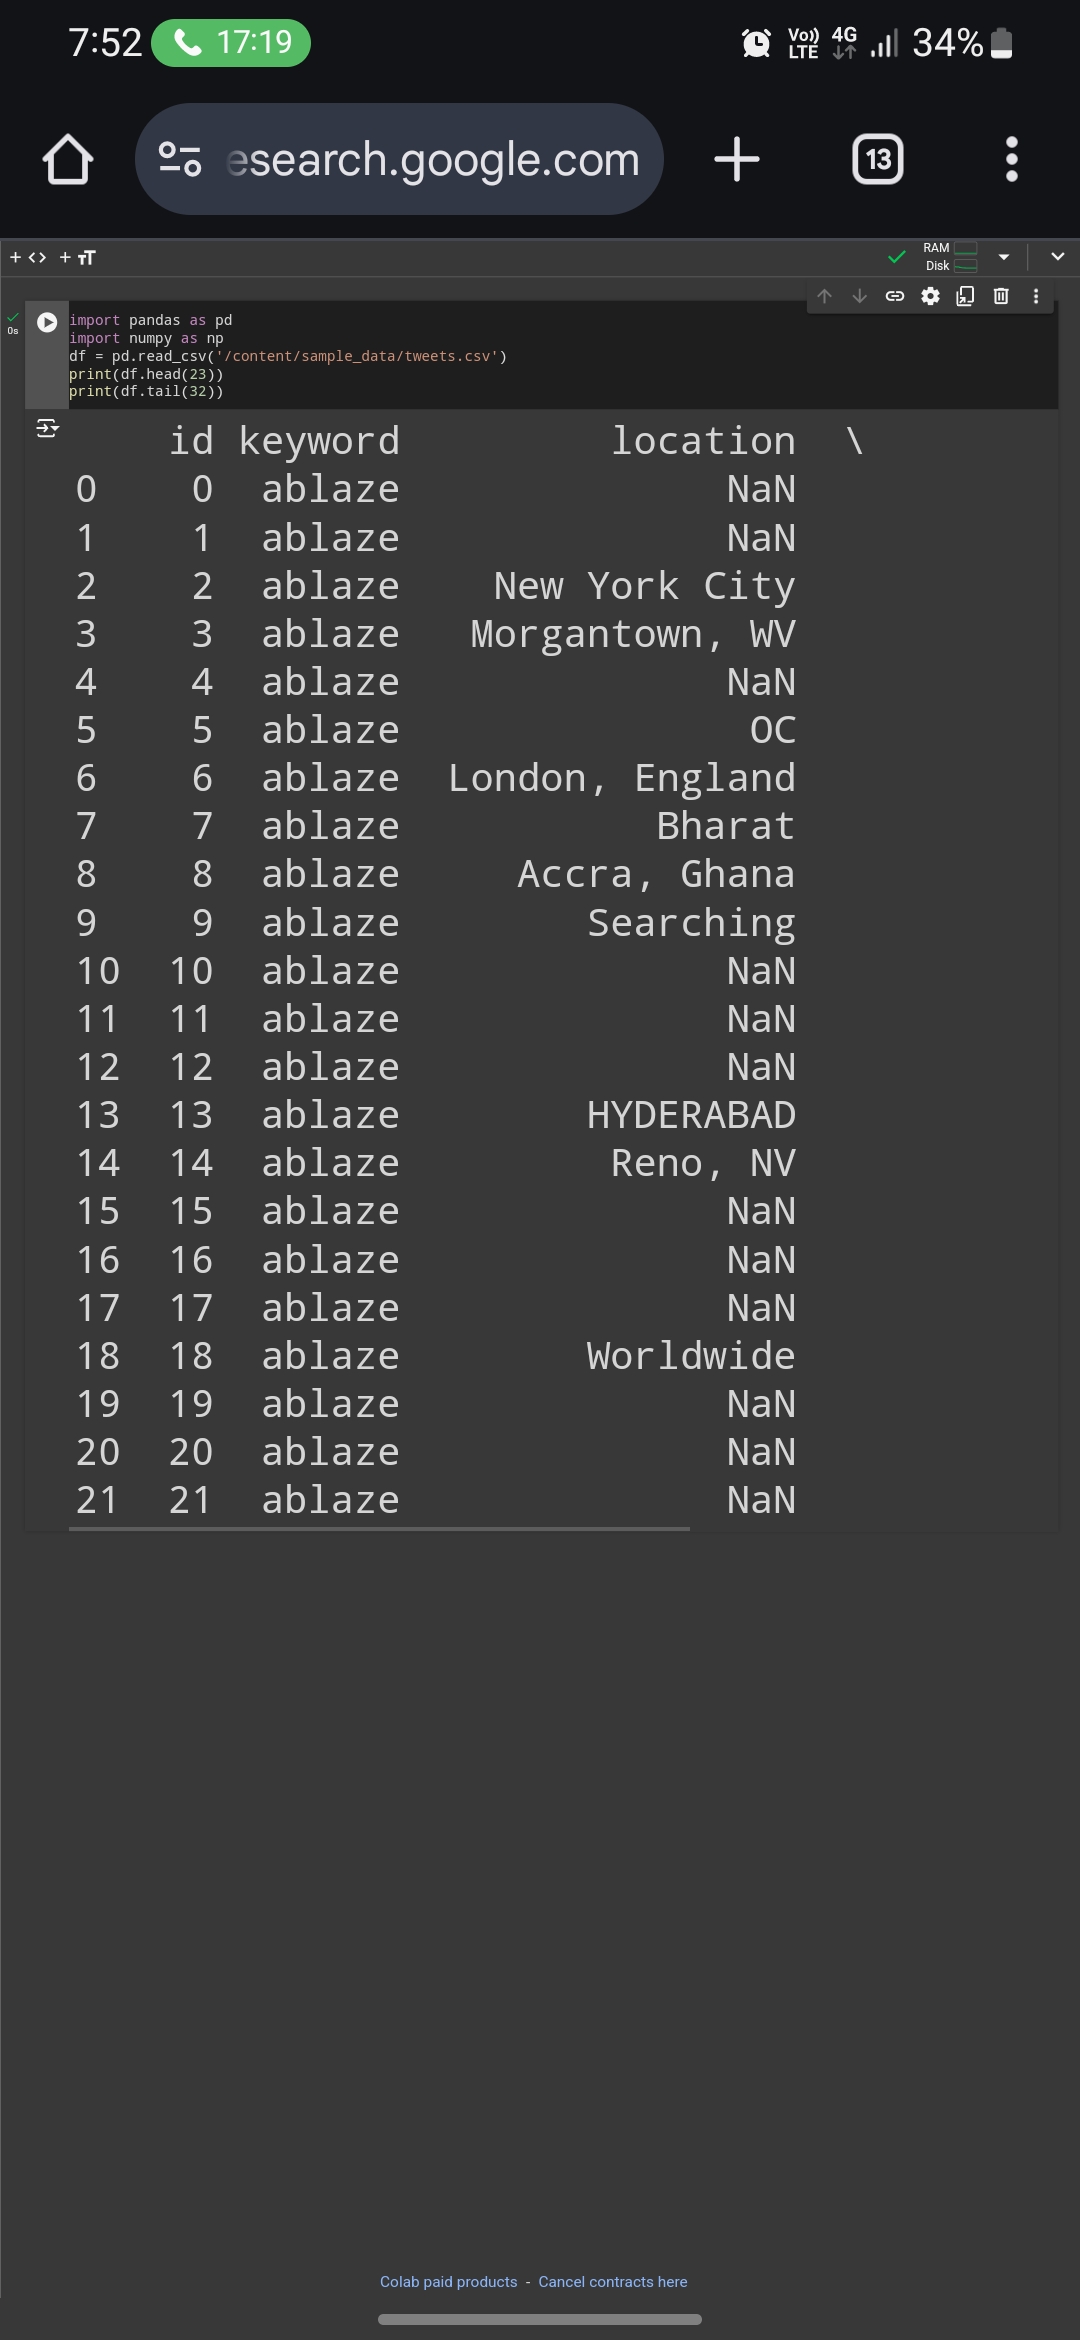 7:52 17:19 Vo)) LTE 4G 34%
esearch.google.com 13
+ <> + TT RAM Disk
0s
import pandas as pd
import numpy as np
df = pd.read_csv('/content/sample_data/tweets.csv')
print(df.head(23))
print(df.tail(32))
id keyword location \
0 0 ablaze NaN
1 1 ablaze NaN
2 2 ablaze New York City
3 3 ablaze Morgantown, WV
4 4 ablaze NaN
5 5 ablaze OC
6 6 ablaze London, England
7 7 ablaze Bharat
8 8 ablaze Accra, Ghana
9 9 ablaze Searching
10 10 ablaze NaN
11 11 ablaze NaN
12 12 ablaze NaN
13 13 ablaze HYDERABAD
14 14 ablaze Reno, NV
15 15 ablaze NaN
16 16 ablaze NaN
17 17 ablaze NaN
18 18 ablaze Worldwide
19 19 ablaze NaN
20 20 ablaze NaN
21 21 ablaze NaN
Colab paid products - Cancel contracts here